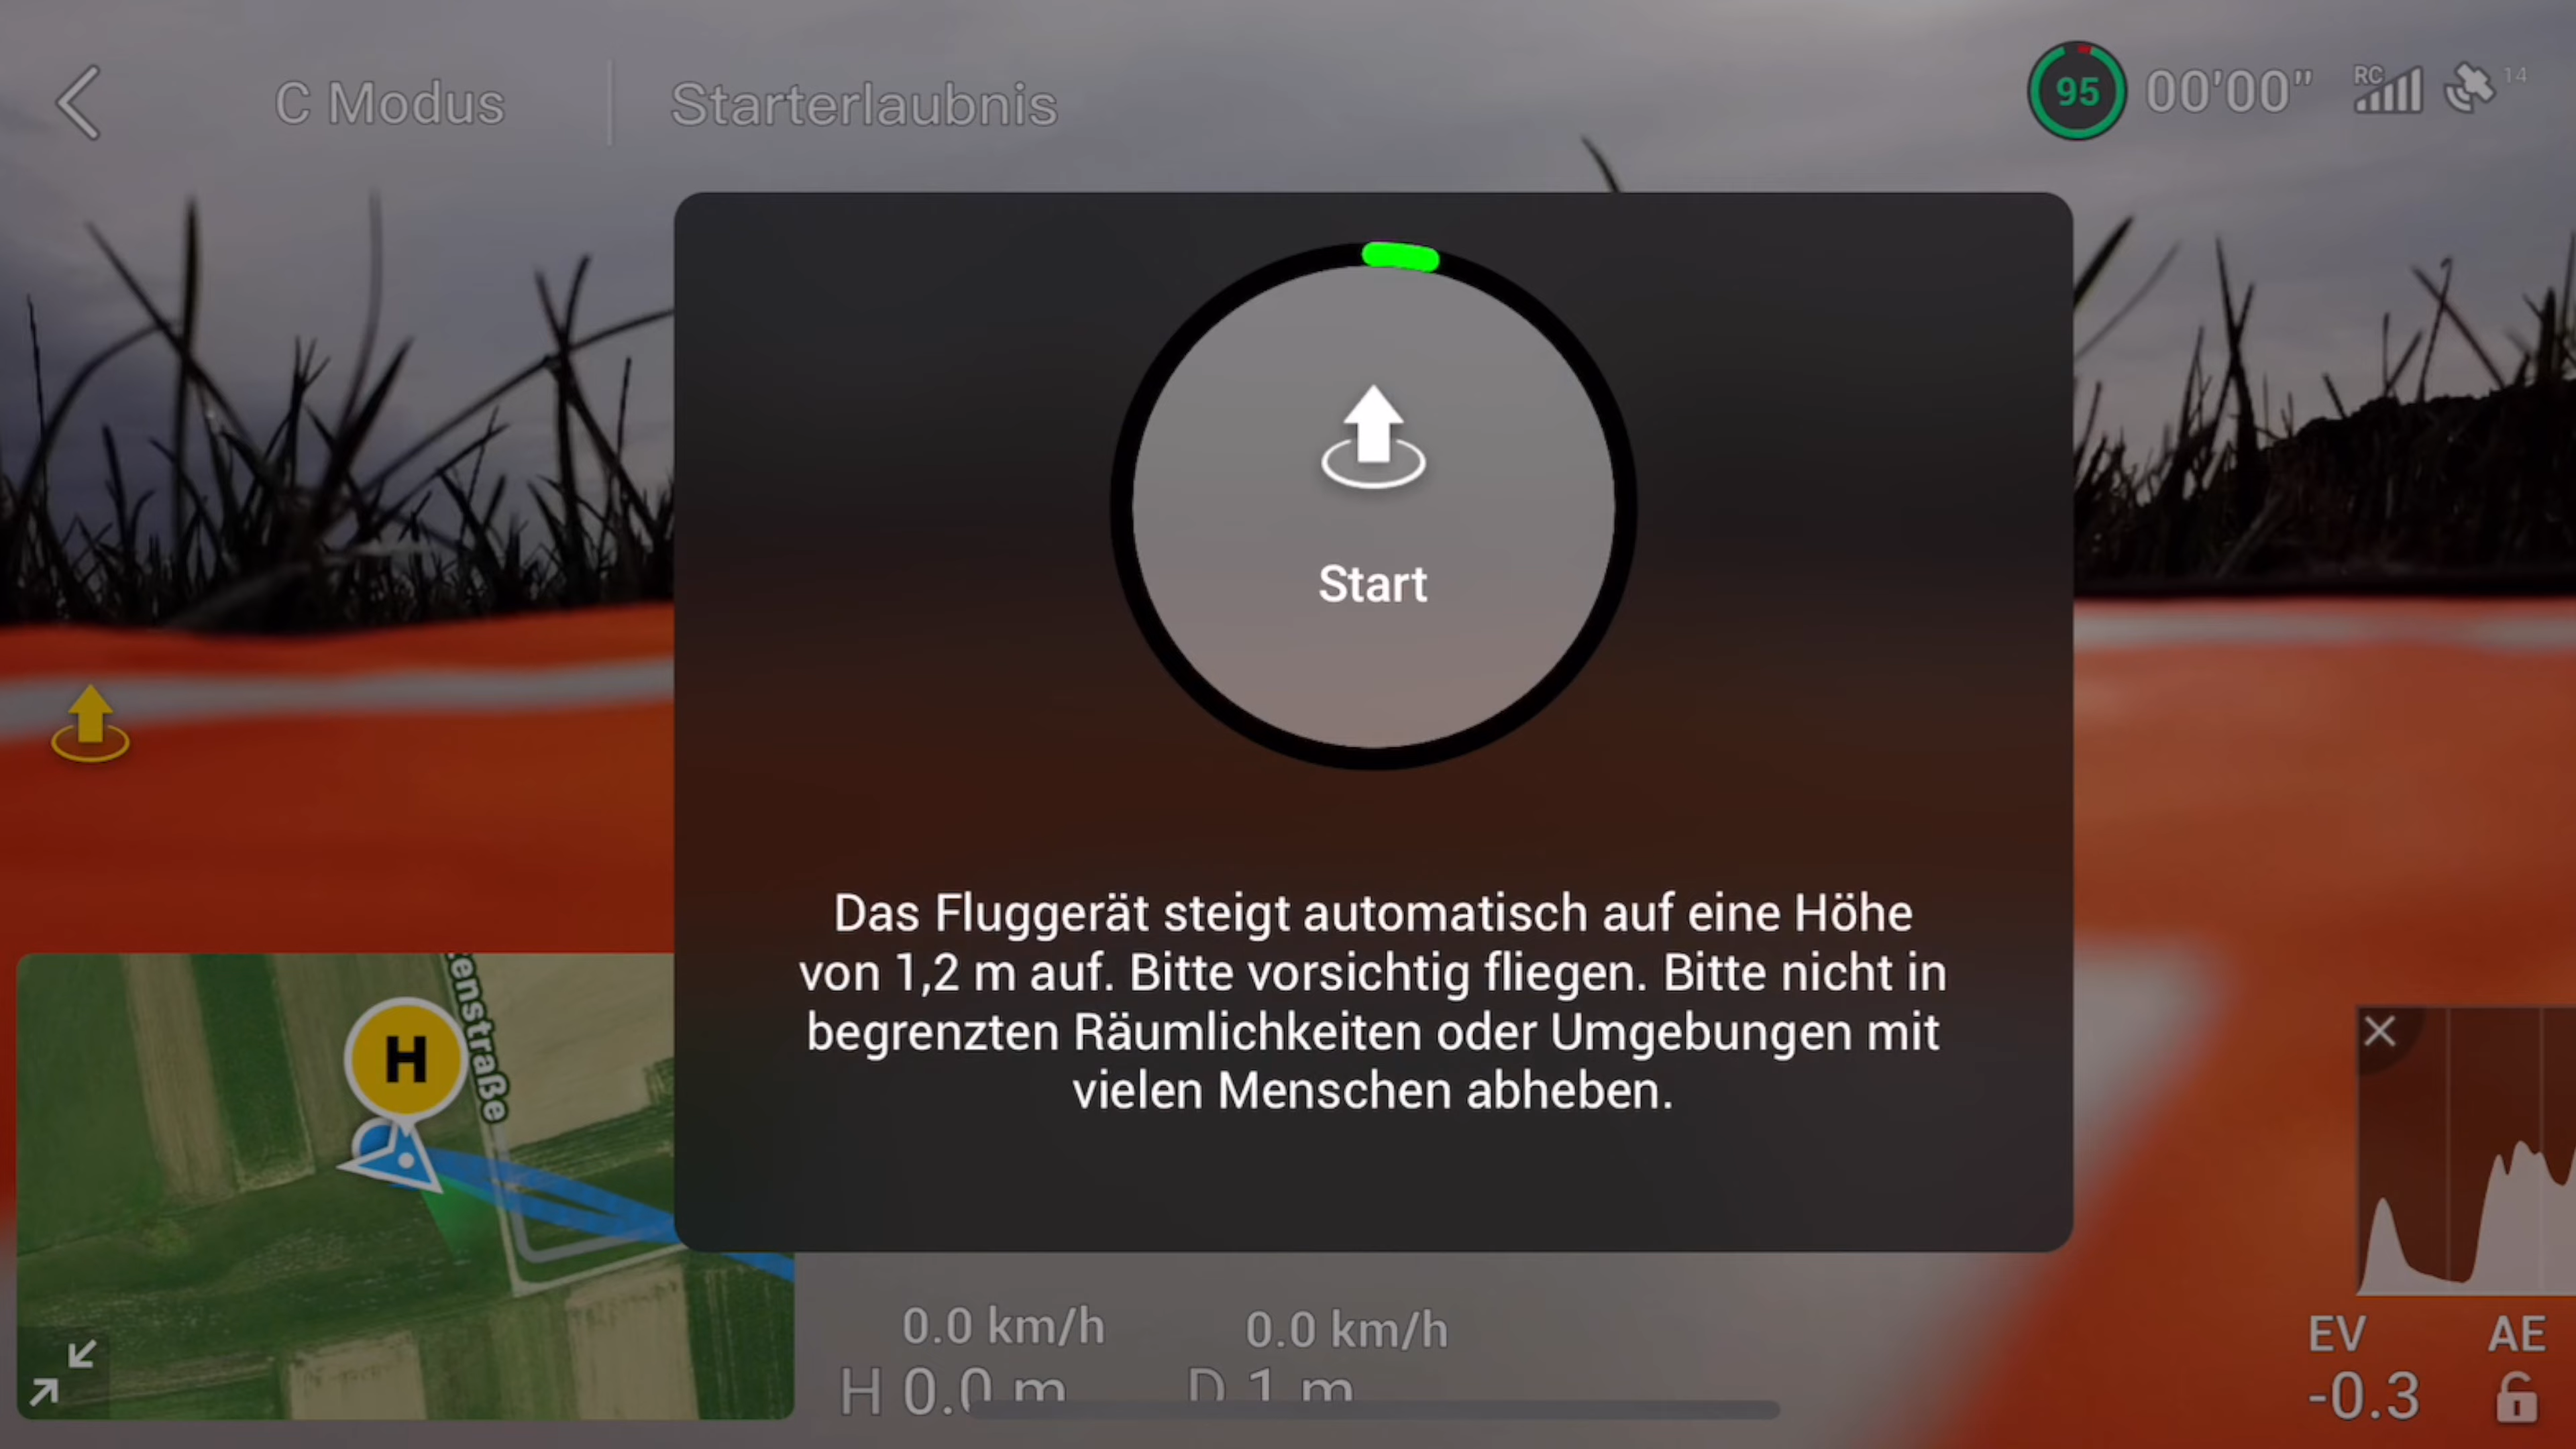 C Modus
Starterlaubnis
95
00'00"
RC
14
Start
Das Fluggerät steigt automatisch auf eine Höhe
von 1,2 m auf. Bitte vorsichtig fliegen. Bitte nicht in
begrenzten Räumlichkeiten oder Umgebungen mit
vielen Menschen abheben.
H
enstraße
0.0 km/h
0.0 km/h
H 0.0 m
D 1 m
EV
AE
-0.3